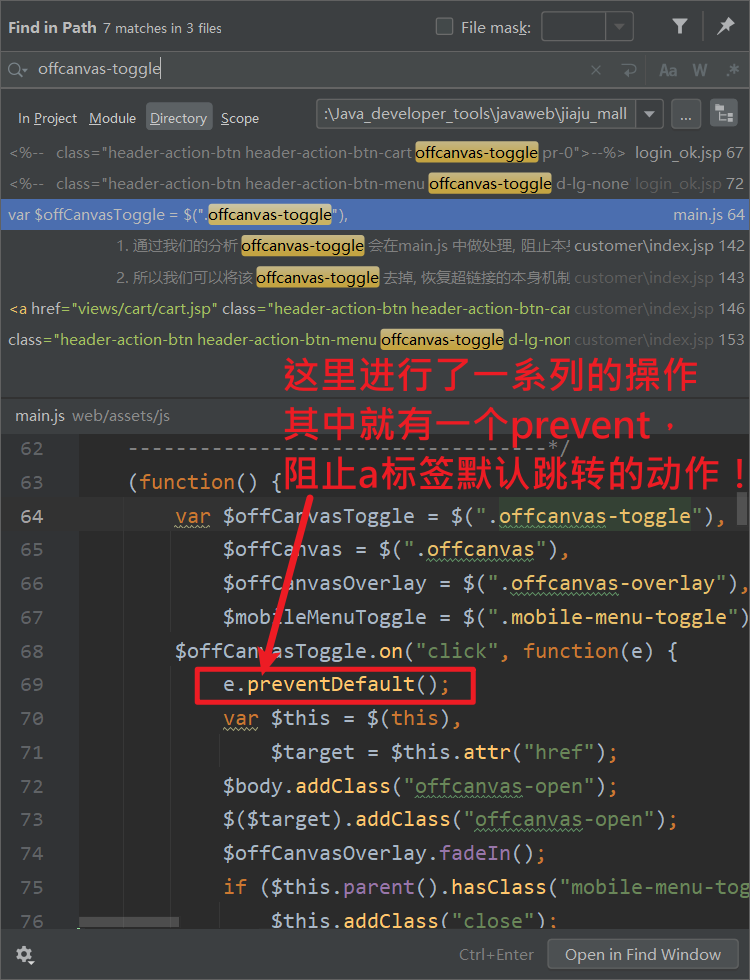 Find in Path 7 matches in 3 files File mask:
offcanvas-toggle Aa W .*
In Project Module Directory Scope :\Java_developer_tools\javaweb\jiaju_mall ...
<%-- class="header-action-btn header-action-btn-cart offcanvas-toggle pr-0">--%> login_ok.jsp 67
<%-- class="header-action-btn header-action-btn-menu offcanvas-toggle d-lg-none login_ok.jsp 72
var $offCanvasToggle = $(".offcanvas-toggle"), main.js 64
1. 通过我们的分析 offcanvas-toggle 会在main.js 中做处理, 阻止本 customer\index.jsp 142
2. 所以我们可以将该 offcanvas-toggle 去掉, 恢复超链接的本身机制 customer\index.jsp 143
<a href="views/cart/cart.jsp" class="header-action-btn header-action-btn-car customer\index.jsp 146
class="header-action-btn header-action-btn-menu offcanvas-toggle d-lg-non customer\index.jsp 153
这里进行了一系列的操作
main.js web/assets/js
其中就有一个prevent，
阻止a标签默认跳转的动作！
62 -----------------------------------*/
63 (function() {
64 var $offCanvasToggle = $(".offcanvas-toggle"),
65 $offCanvas = $(".offcanvas"),
66 $offCanvasOverlay = $(".offcanvas-overlay"),
67 $mobileMenuToggle = $(".mobile-menu-toggle")
68 $offCanvasToggle.on("click", function(e) {
69 e.preventDefault();
70 var $this = $(this),
71 $target = $this.attr("href");
72 $body.addClass("offcanvas-open");
73 $($target).addClass("offcanvas-open");
74 $offCanvasOverlay.fadeIn();
75 if ($this.parent().hasClass("mobile-menu-tog
76 $this.addClass("close");
Ctrl+Enter Open in Find Window